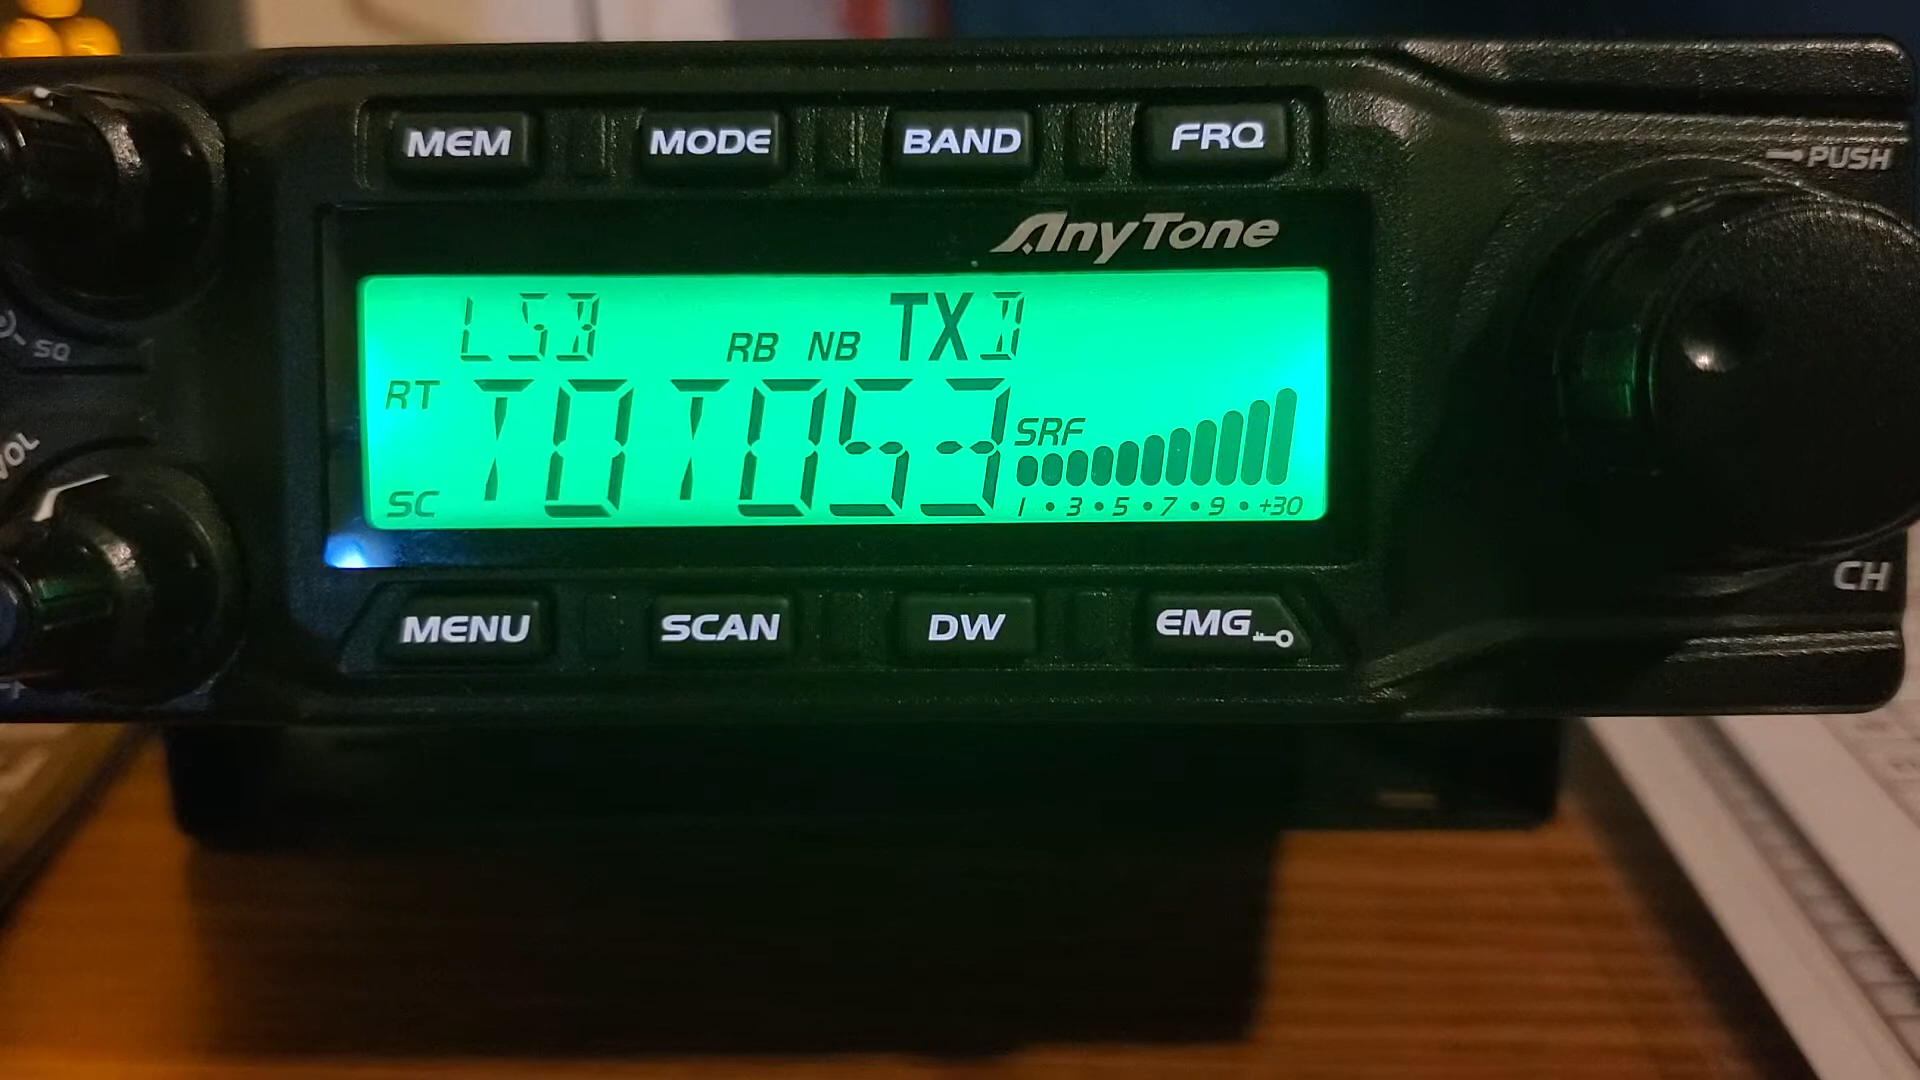 MEM MODE BAND FRQ
PUSH
AnyTone
LSB RB NB TX D
SQ
RT TOT053 SRF
VOL
SC 1 • 3 • 5 • 7 • 9 • +30
CH
MENU SCAN DW EMG